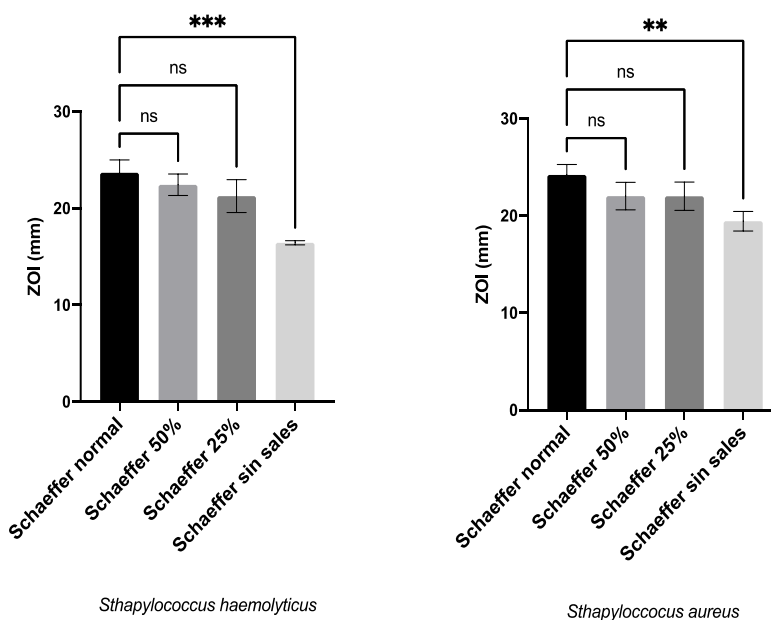 ***
ns
ns
30
20
10
0
ZOI (mm)
Schaeffer normal
Schaeffer 50%
Schaeffer 25%
Schaeffer sin sales
Sthapylococcus haemolyticus
**
ns
ns
30
20
10
0
ZOI (mm)
Schaeffer normal
Schaeffer 50%
Schaeffer 25%
Schaeffer sin sales
Sthapyloccocus aureus